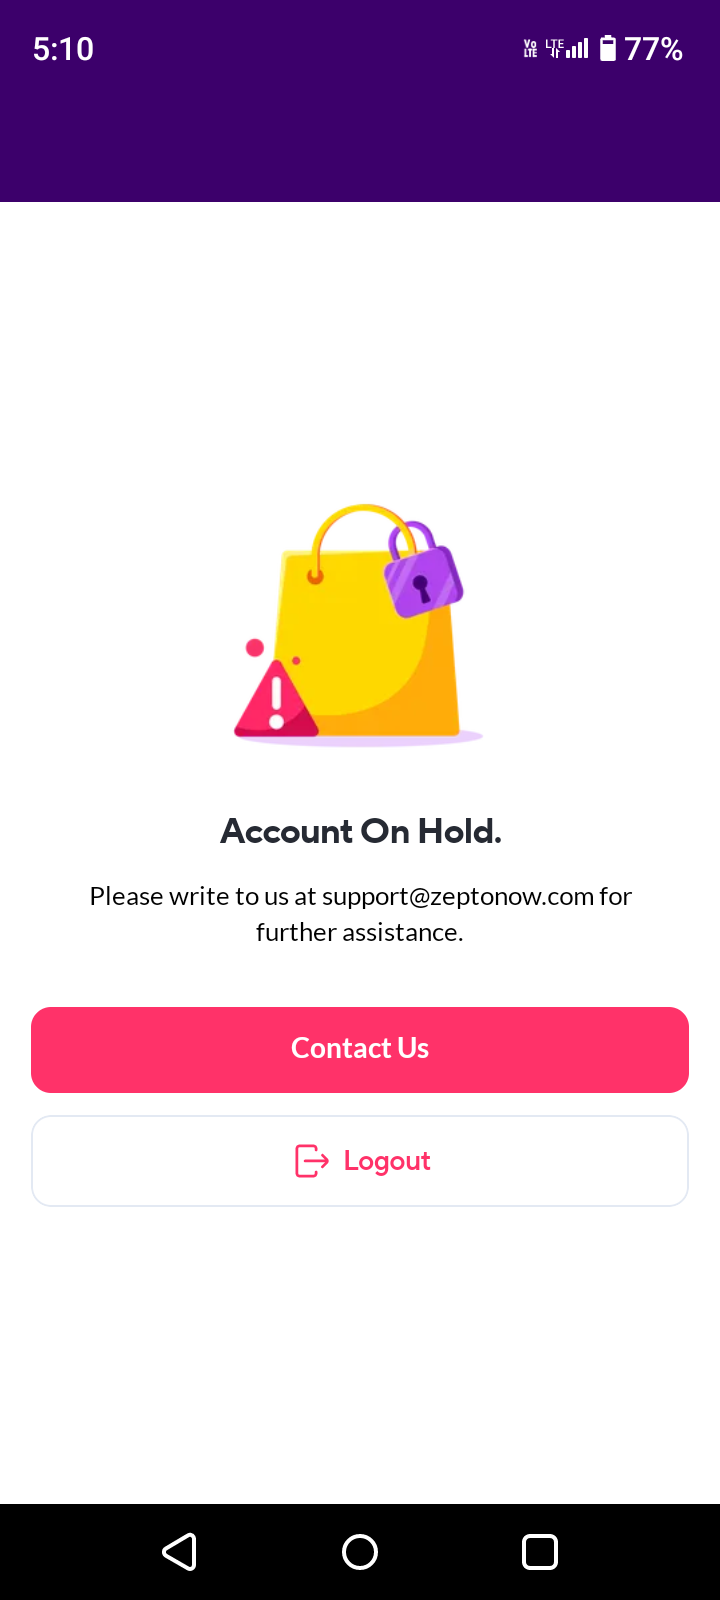 5:10
Vo LTE LTE 77%
Account On Hold.
Please write to us at support@zeptonow.com for
further assistance.
Contact Us
Logout